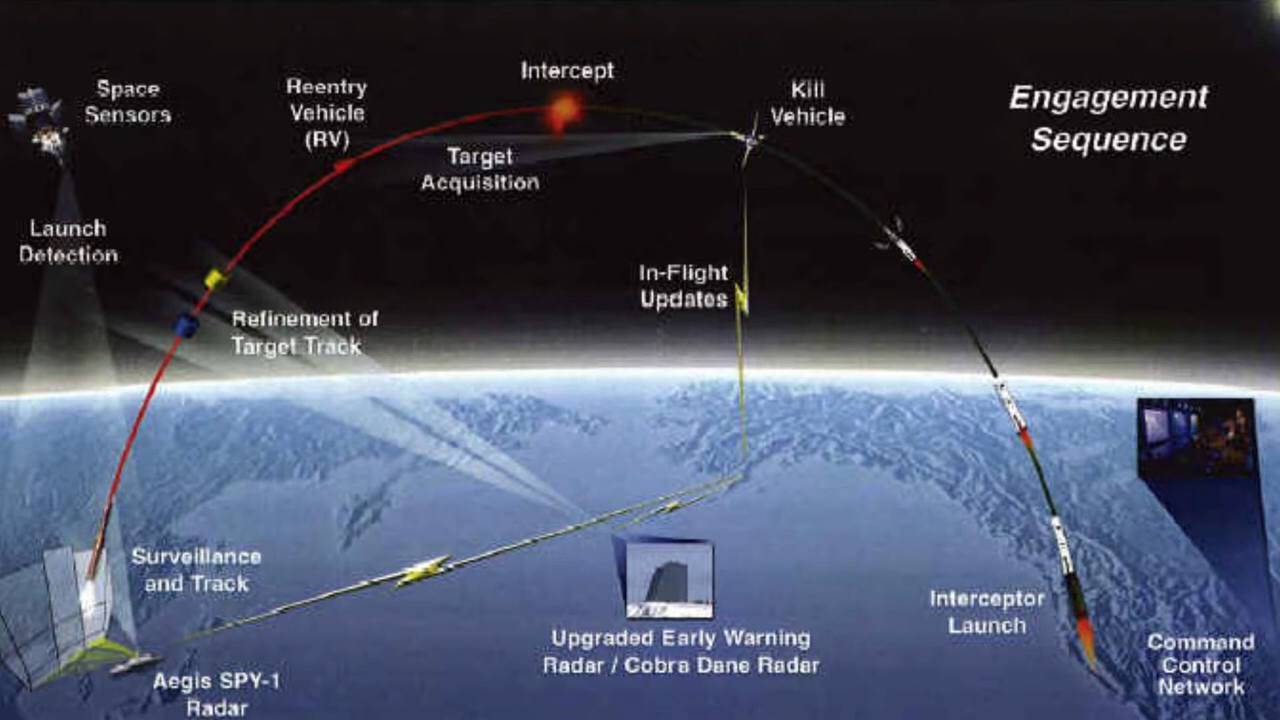 Engagement
Sequence
Space
Sensors
Reentry
Vehicle
(RV)
Intercept
Kill
Vehicle
Target
Acquisition
Launch
Detection
In-Flight
Updates
Refinement of
Target Track
Surveillance
and Track
Interceptor
Launch
Upgraded Early Warning
Radar / Cobra Dane Radar
Command
Control
Network
Aegis SPY-1
Radar